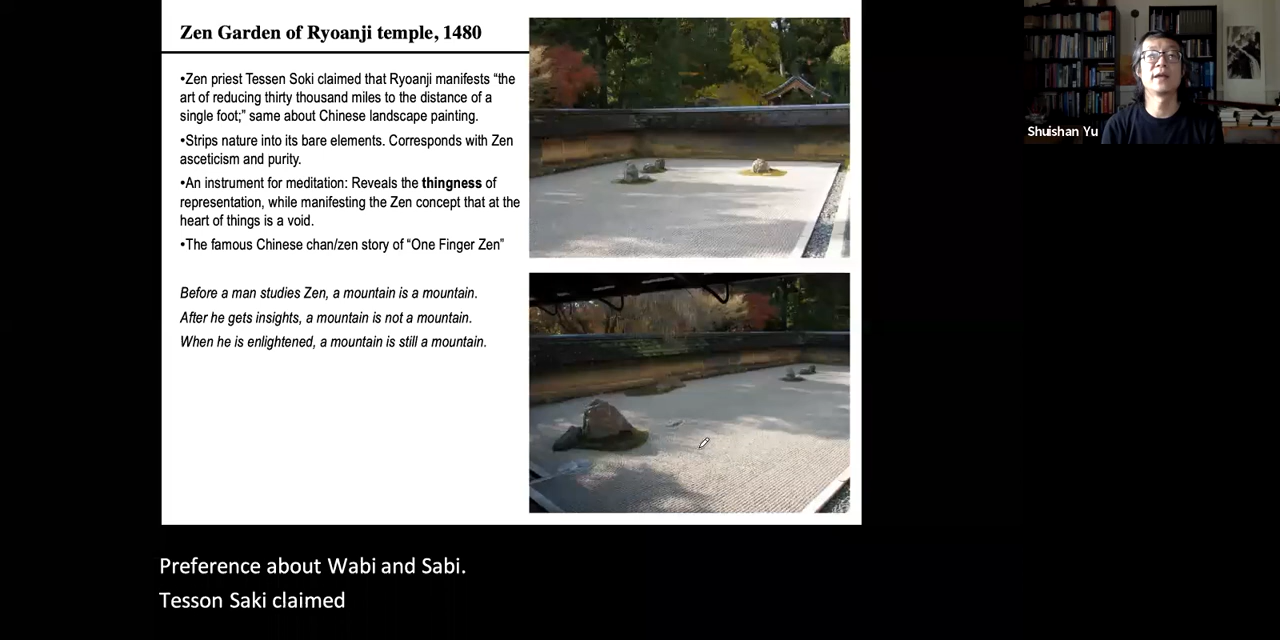 Zen Garden of Ryoanji temple, 1480
•Zen priest Tessen Soki claimed that Ryoanji manifests “the
art of reducing thirty thousand miles to the distance of a
single foot;” same about Chinese landscape painting.
•Strips nature into its bare elements. Corresponds with Zen
asceticism and purity.
•An instrument for meditation: Reveals the thingness of
representation, while manifesting the Zen concept that at the
heart of things is a void.
•The famous Chinese chan/zen story of “One Finger Zen”
Before a man studies Zen, a mountain is a mountain.
After he gets insights, a mountain is not a mountain.
When he is enlightened, a mountain is still a mountain.
Shuishan Yu
Preference about Wabi and Sabi.
Tesson Saki claimed